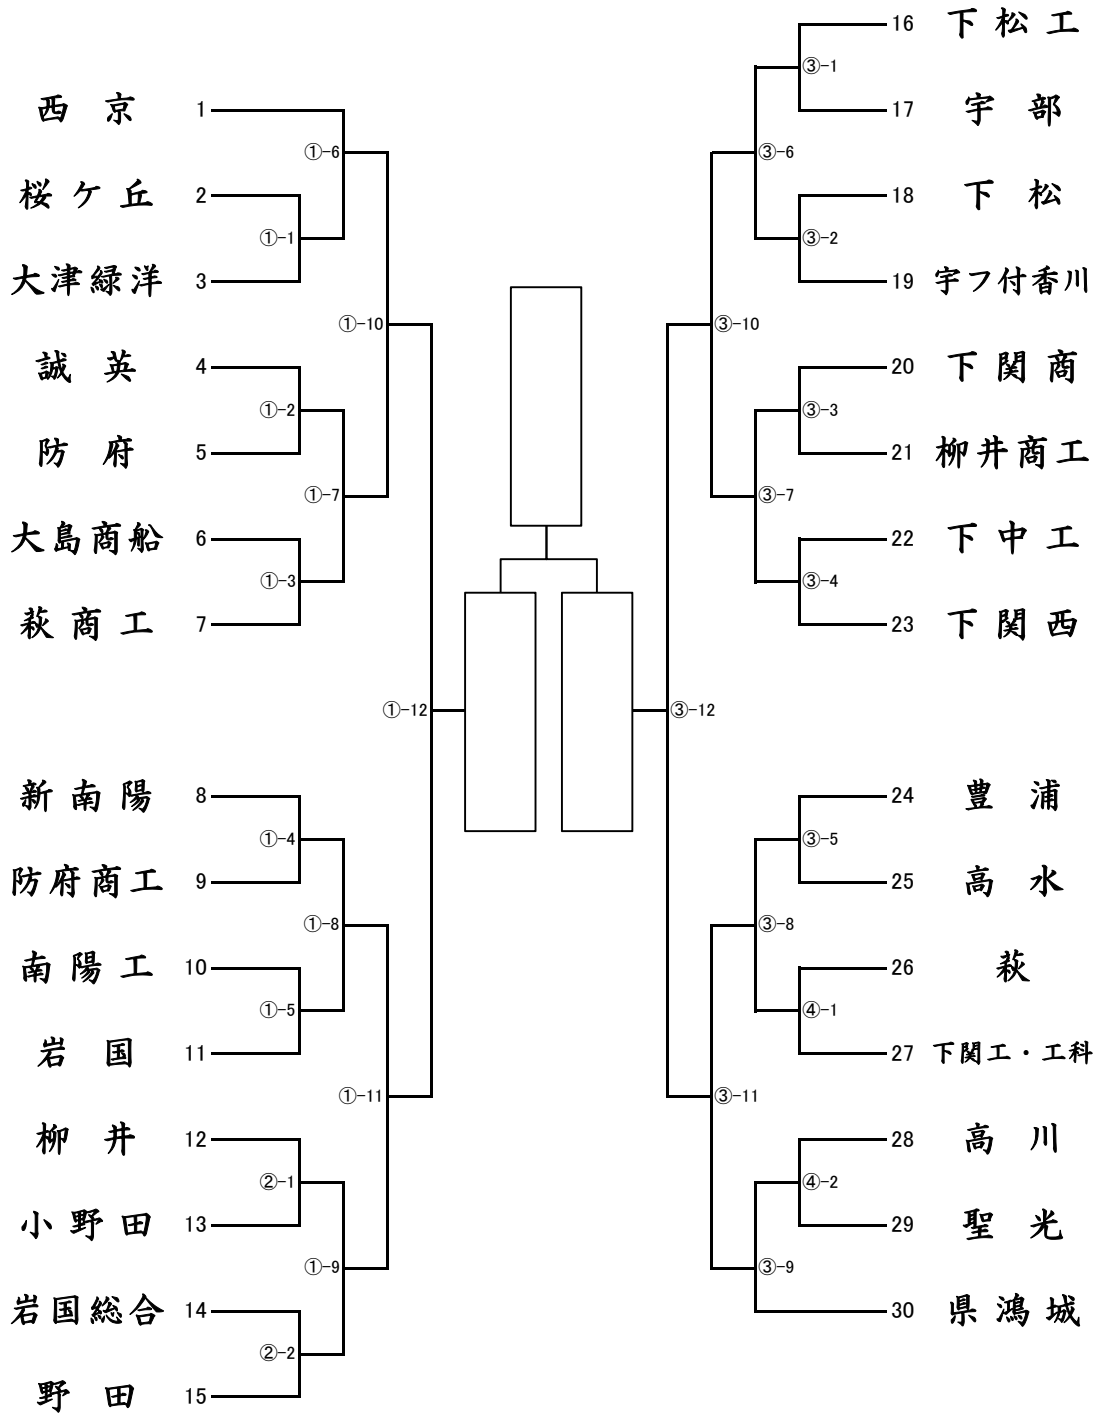 西京 1
①-6
桜ケ丘 2
①-1
大津緑洋 3
①-10
誠英 4
①-2
防府 5
①-7
大島商船 6
①-3
萩商工 7
①-12
新南陽 8
①-4
防府商工 9
①-8
南陽工 10
①-5
岩国 11
①-11
柳井 12
②-1
小野田 13
①-9
岩国総合 14
②-2
野田 15
16 下松工
③-1
17 宇部
③-6
18 下松
③-2
19 宇フ付香川
③-10
20 下関商
③-3
21 柳井商工
③-7
22 下中工
③-4
23 下関西
③-12
24 豊浦
③-5
25 高水
③-8
26 萩
④-1
27 下関工・工科
③-11
28 高川
④-2
29 聖光
③-9
30 県鴻城